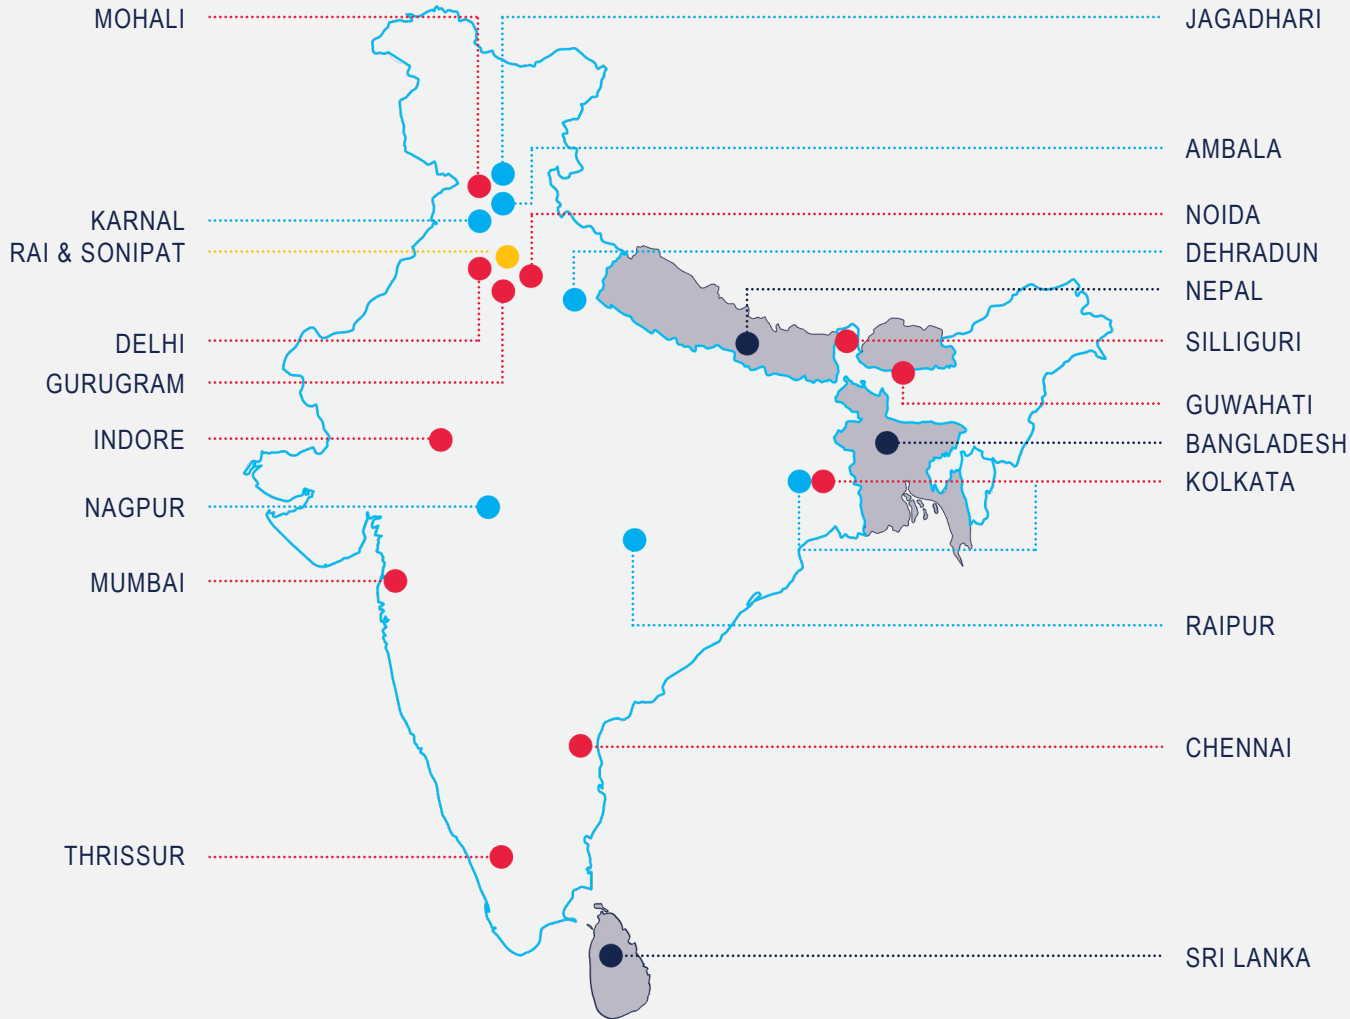 MOHALI
KARNAL
RAI & SONIPAT
DELHI
GURUGRAM
INDORE
NAGPUR
MUMBAI
THRISSUR
JAGADHARI
AMBALA
NOIDA
DEHRADUN
NEPAL
SILLIGURI
GUWAHATI
BANGLADESH
KOLKATA
RAIPUR
CHENNAI
SRI LANKA